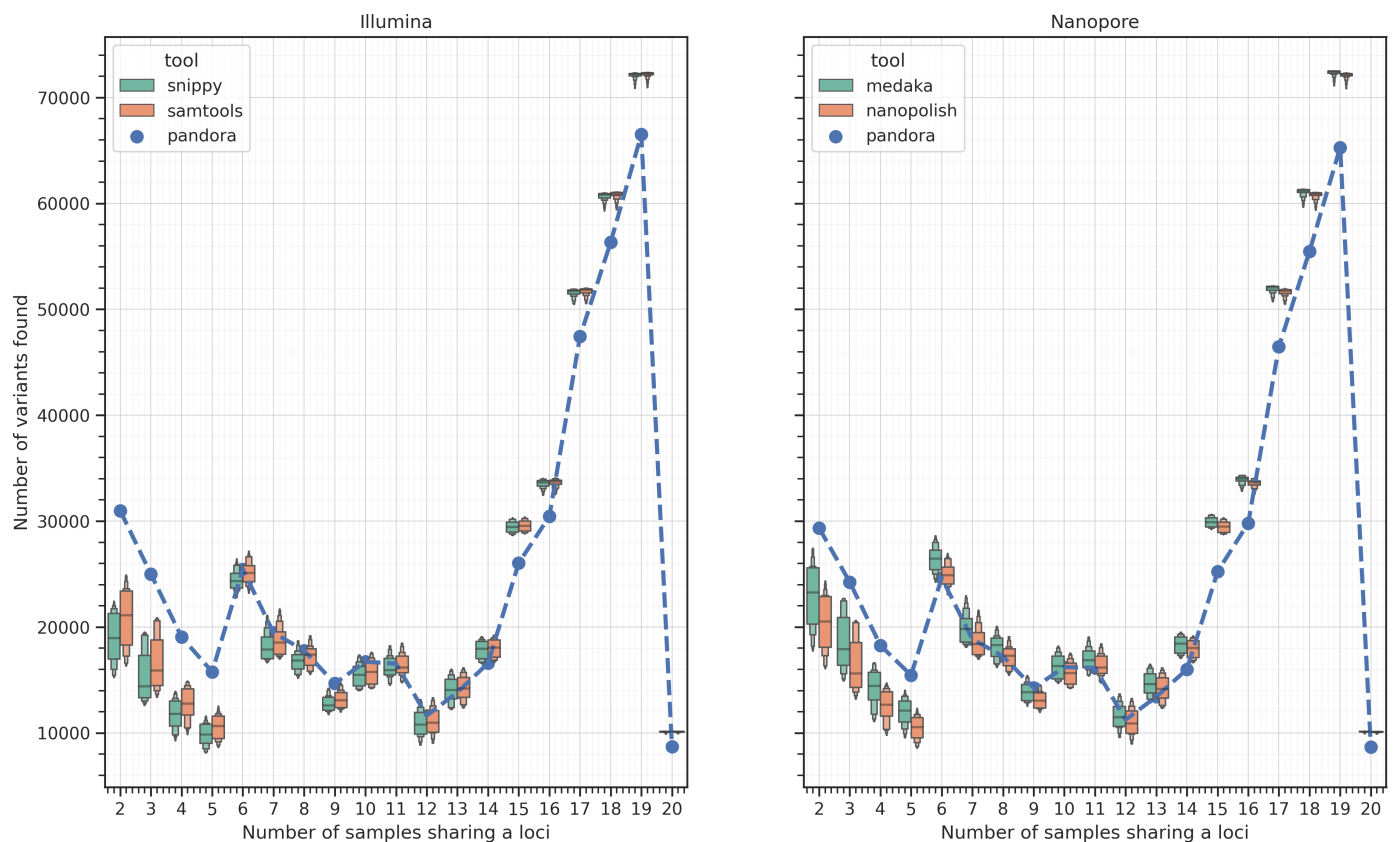 Illumina
Nanopore
tool
snippy
samtools
pandora
tool
medaka
nanopolish
pandora
Number of variants found
70000
60000
50000
40000
30000
20000
10000
2 3 4 5 6 7 8 9 10 11 12 13 14 15 16 17 18 19 20
2 3 4 5 6 7 8 9 10 11 12 13 14 15 16 17 18 19 20
Number of samples sharing a loci
Number of samples sharing a loci